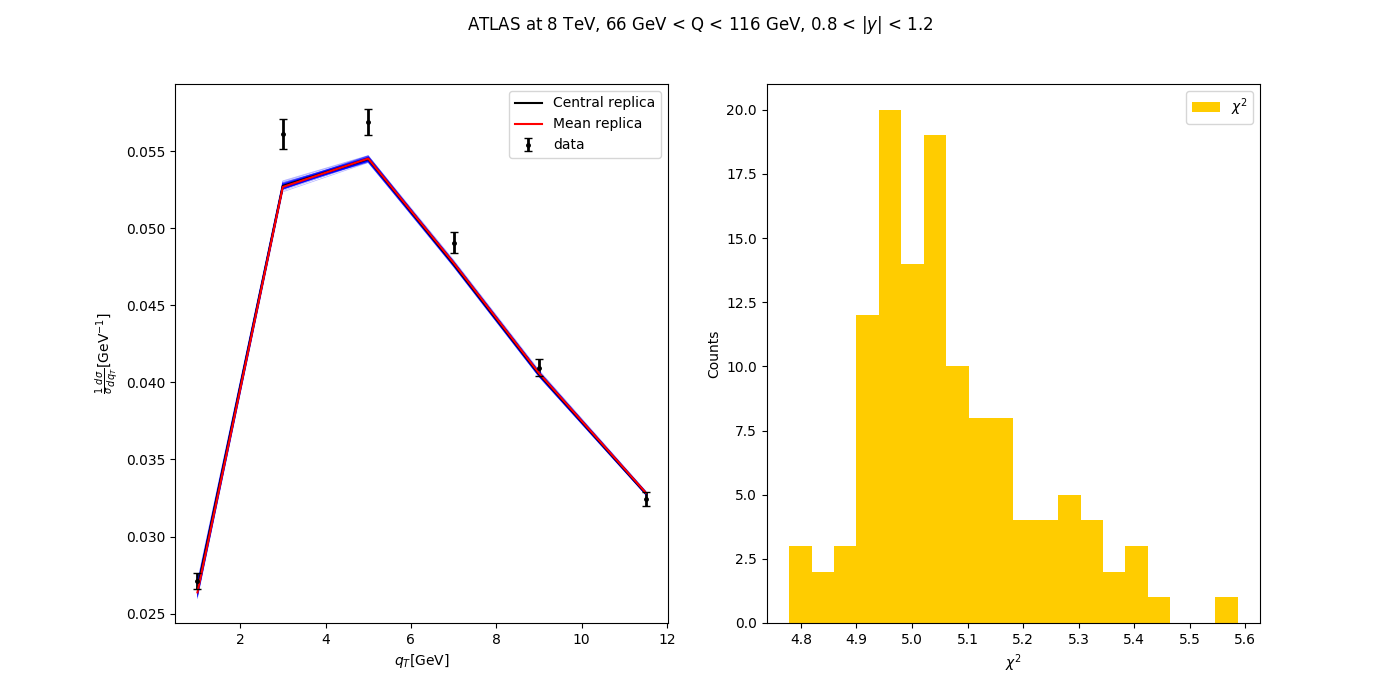 ATLAS at 8 TeV, 66 GeV < Q < 116 GeV, 0.8 < |y| < 1.2
Central replica
Mean replica
data
0.055
0.050
0.045
0.040
0.035
0.030
0.025
1/σ dσ/dq_T [GeV⁻¹]
2 4 6 8 10 12
q_T[GeV]
χ²
20.0
17.5
15.0
12.5
10.0
7.5
5.0
2.5
0.0
Counts
4.8 4.9 5.0 5.1 5.2 5.3 5.4 5.5 5.6
χ²